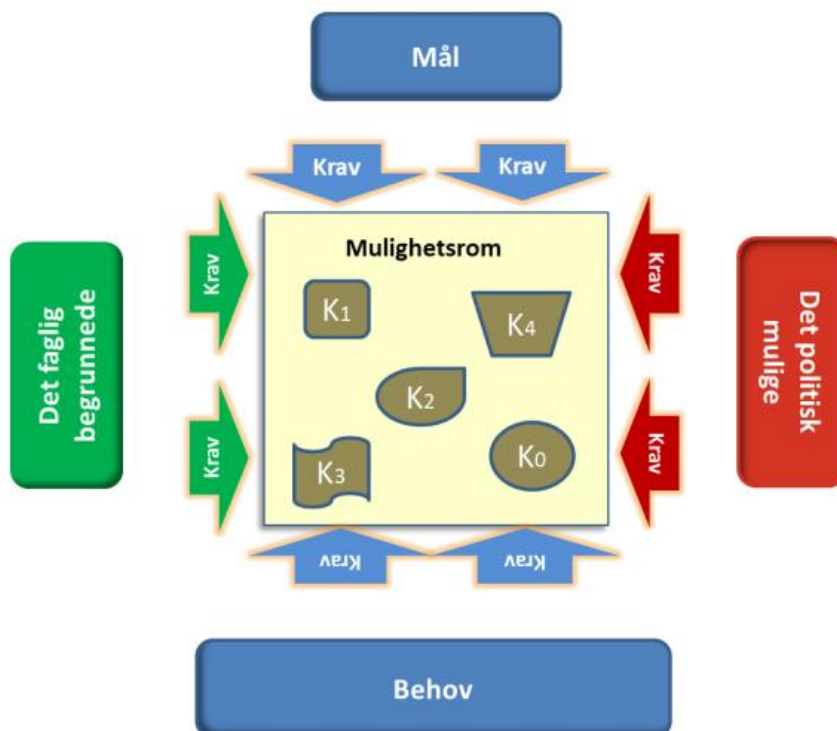 Mål
Krav
Krav
Det faglig
begrunnede
Krav
Krav
Mulighetsrom
K1
K4
K2
K3
K0
Krav
Krav
Det politisk
mulige
Krav
Krav
Behov